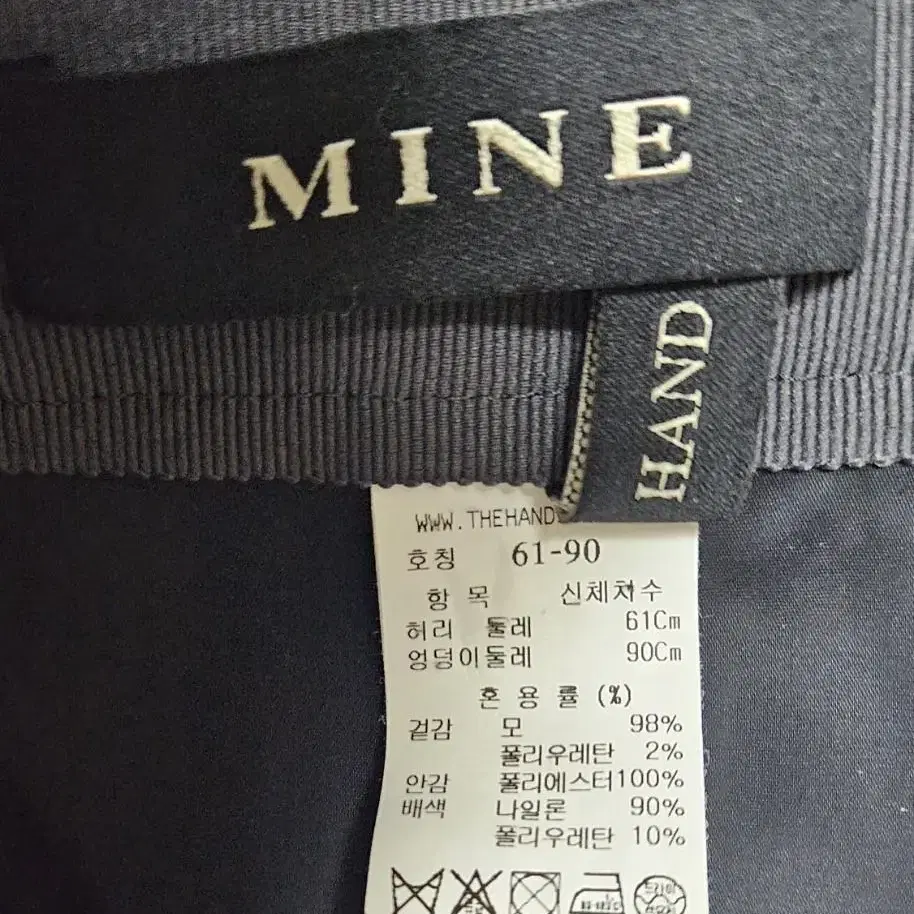 MINE
HAND
WWW.THEHAND
호칭 61-90
항 목 신체치수
허리 둘레 61Cm
엉덩이둘레 90Cm
혼 용 률 (%)
겉감 모 98%
폴리우레탄 2%
안감 폴리에스터100%
배색 나일론 90%
폴리우레탄 10%
드라이